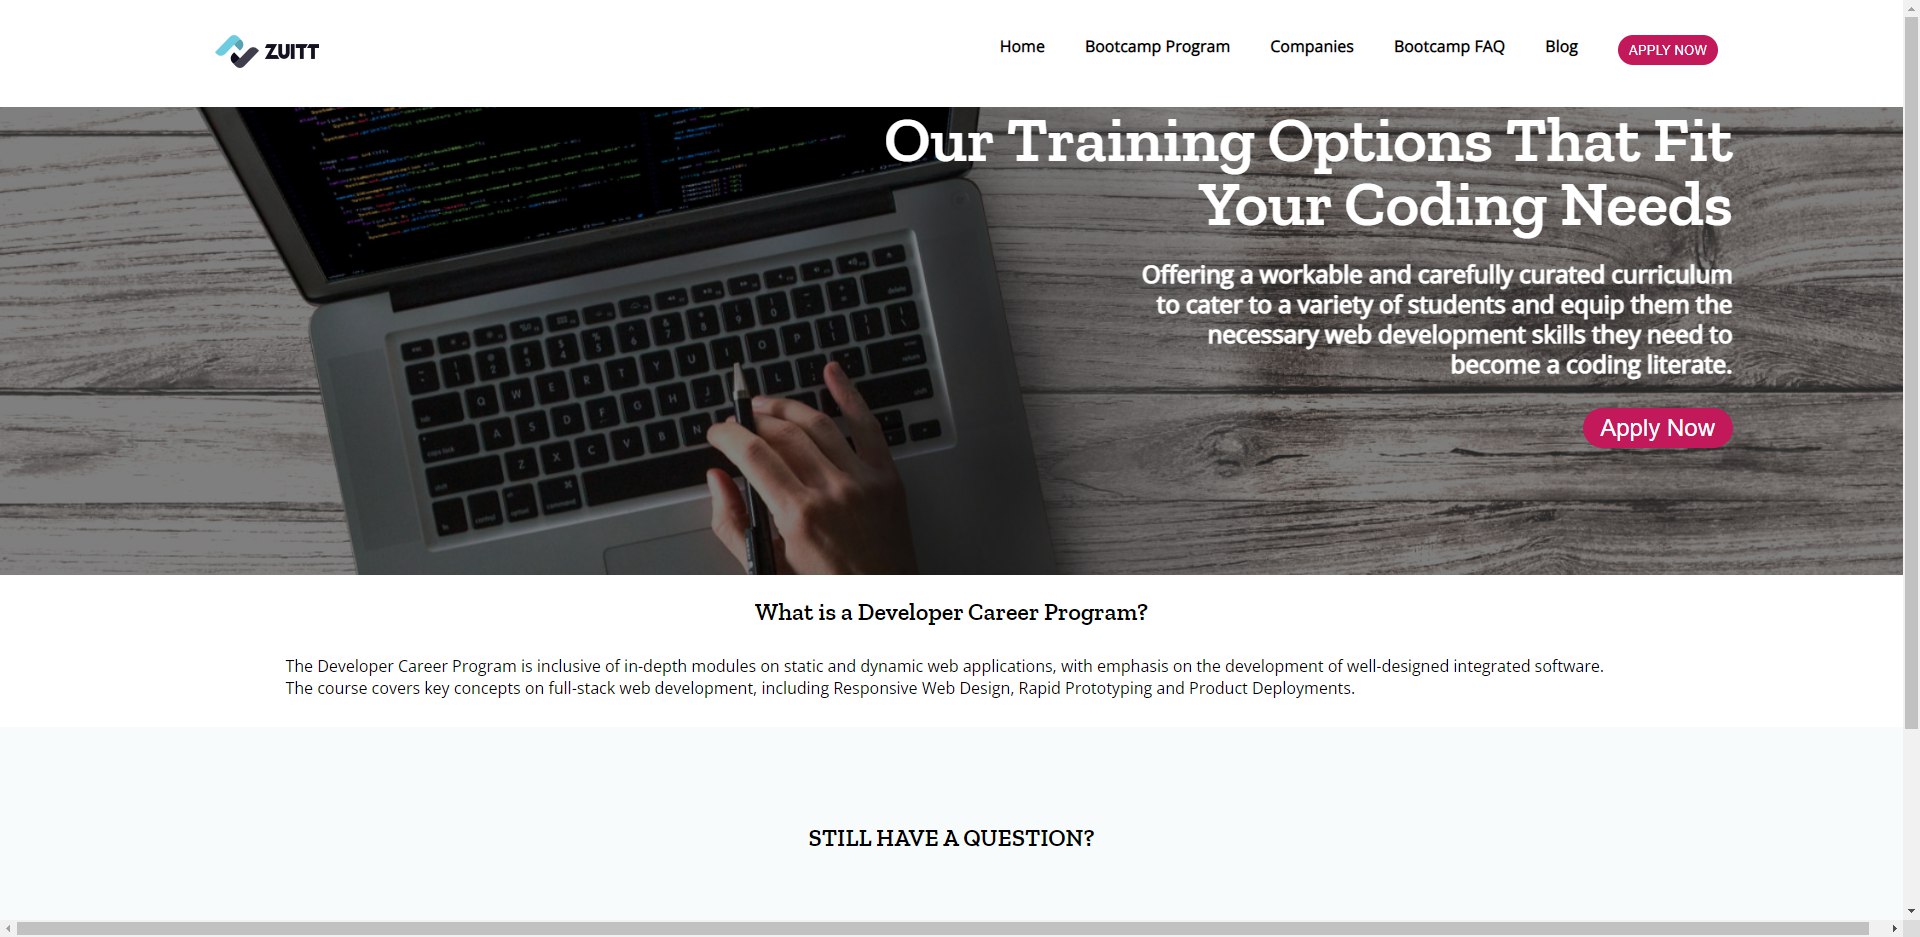 ZUITT
Home
Bootcamp Program
Companies
Bootcamp FAQ
Blog
APPLY NOW
Our Training Options That Fit
Your Coding Needs
Offering a workable and carefully curated curriculum
to cater to a variety of students and equip them the
necessary web development skills they need to
become a coding literate.
Apply Now
What is a Developer Career Program?
The Developer Career Program is inclusive of in-depth modules on static and dynamic web applications, with emphasis on the development of well-designed integrated software.
The course covers key concepts on full-stack web development, including Responsive Web Design, Rapid Prototyping and Product Deployments.
STILL HAVE A QUESTION?